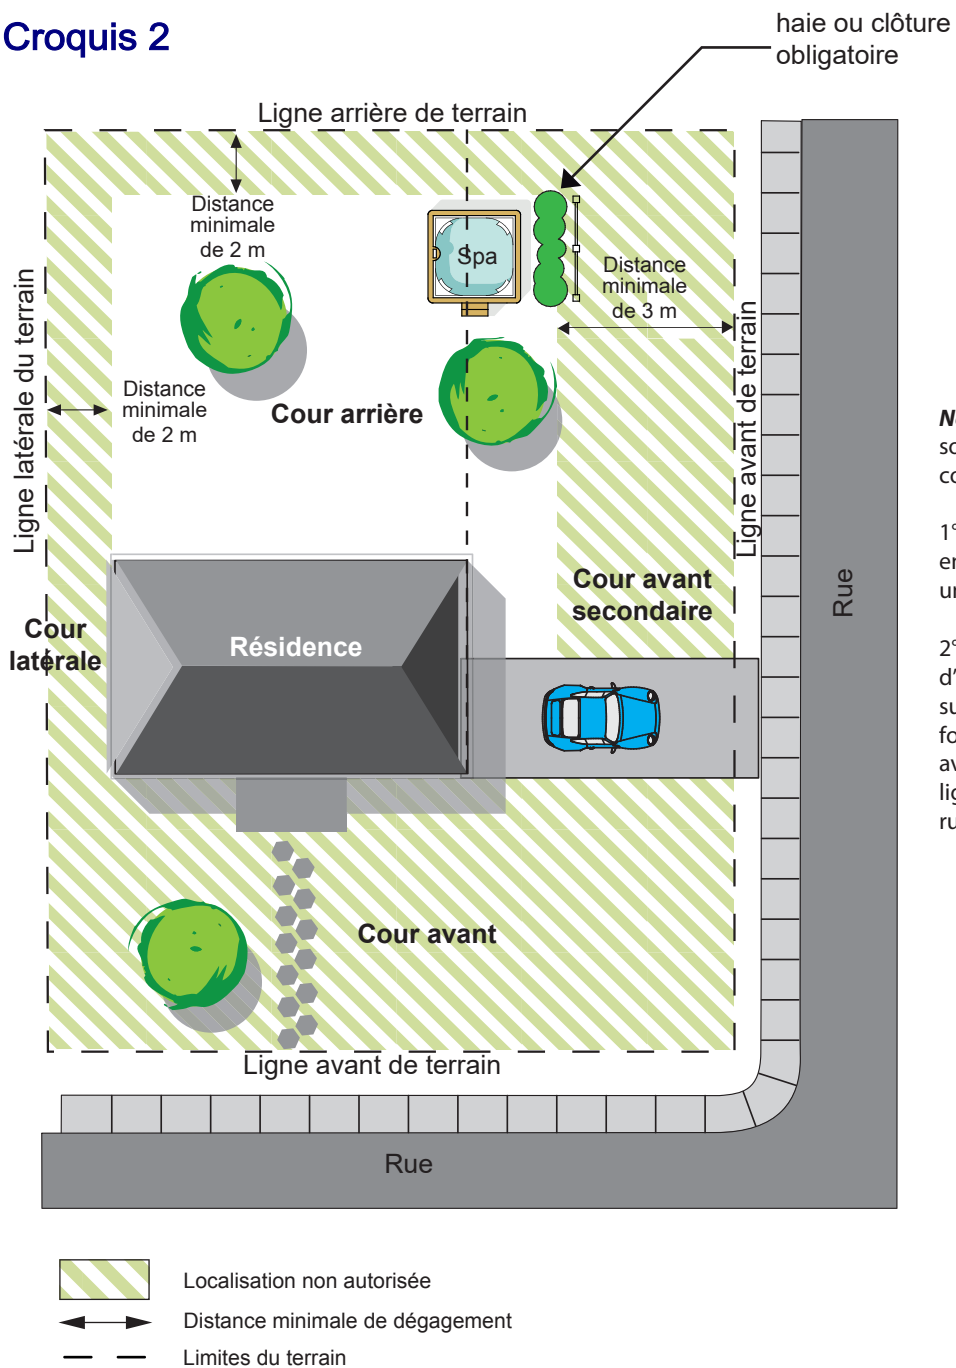 Croquis 2
haie ou clôture
obligatoire
Ligne arrière de terrain
Distance
minimale
de 2 m
Spa
Distance
minimale
de 3 m
Ligne latérale du terrain
Distance
minimale
de 2 m
Cour arrière
Ligne avant de terrain
Cour avant
secondaire
Rue
Cour
latérale
Résidence
Cour avant
Ligne avant de terrain
Rue
Localisation non autorisée
Distance minimale de dégagement
Limites du terrain
1°
2°